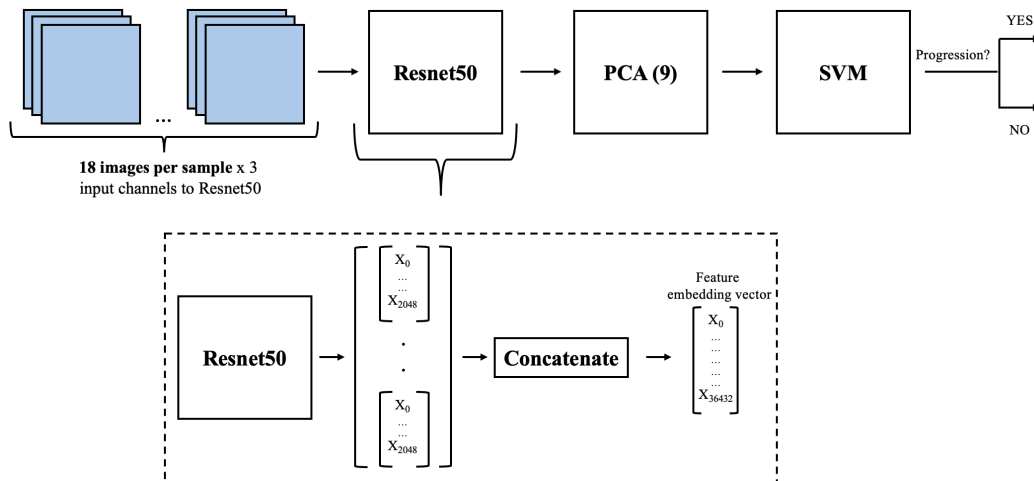 YES
Progression?
Resnet50
PCA (9)
SVM
...
NO
18 images per sample x 3
input channels to Resnet50
X0
...
...
X2048
.
.
X0
...
...
X2048
Resnet50
Concatenate
Feature
embedding vector
X0
...
...
...
...
X36432